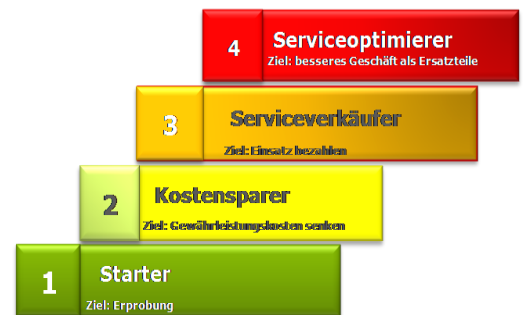 4
Serviceoptimierer
Ziel: besseres Geschäft als Ersatzteile
3
Serviceverkäufer
Ziel: Einsatz bezahlen
2
Kostensparer
Ziel: Gewährleistungskosten senken
1
Starter
Ziel: Erprobung